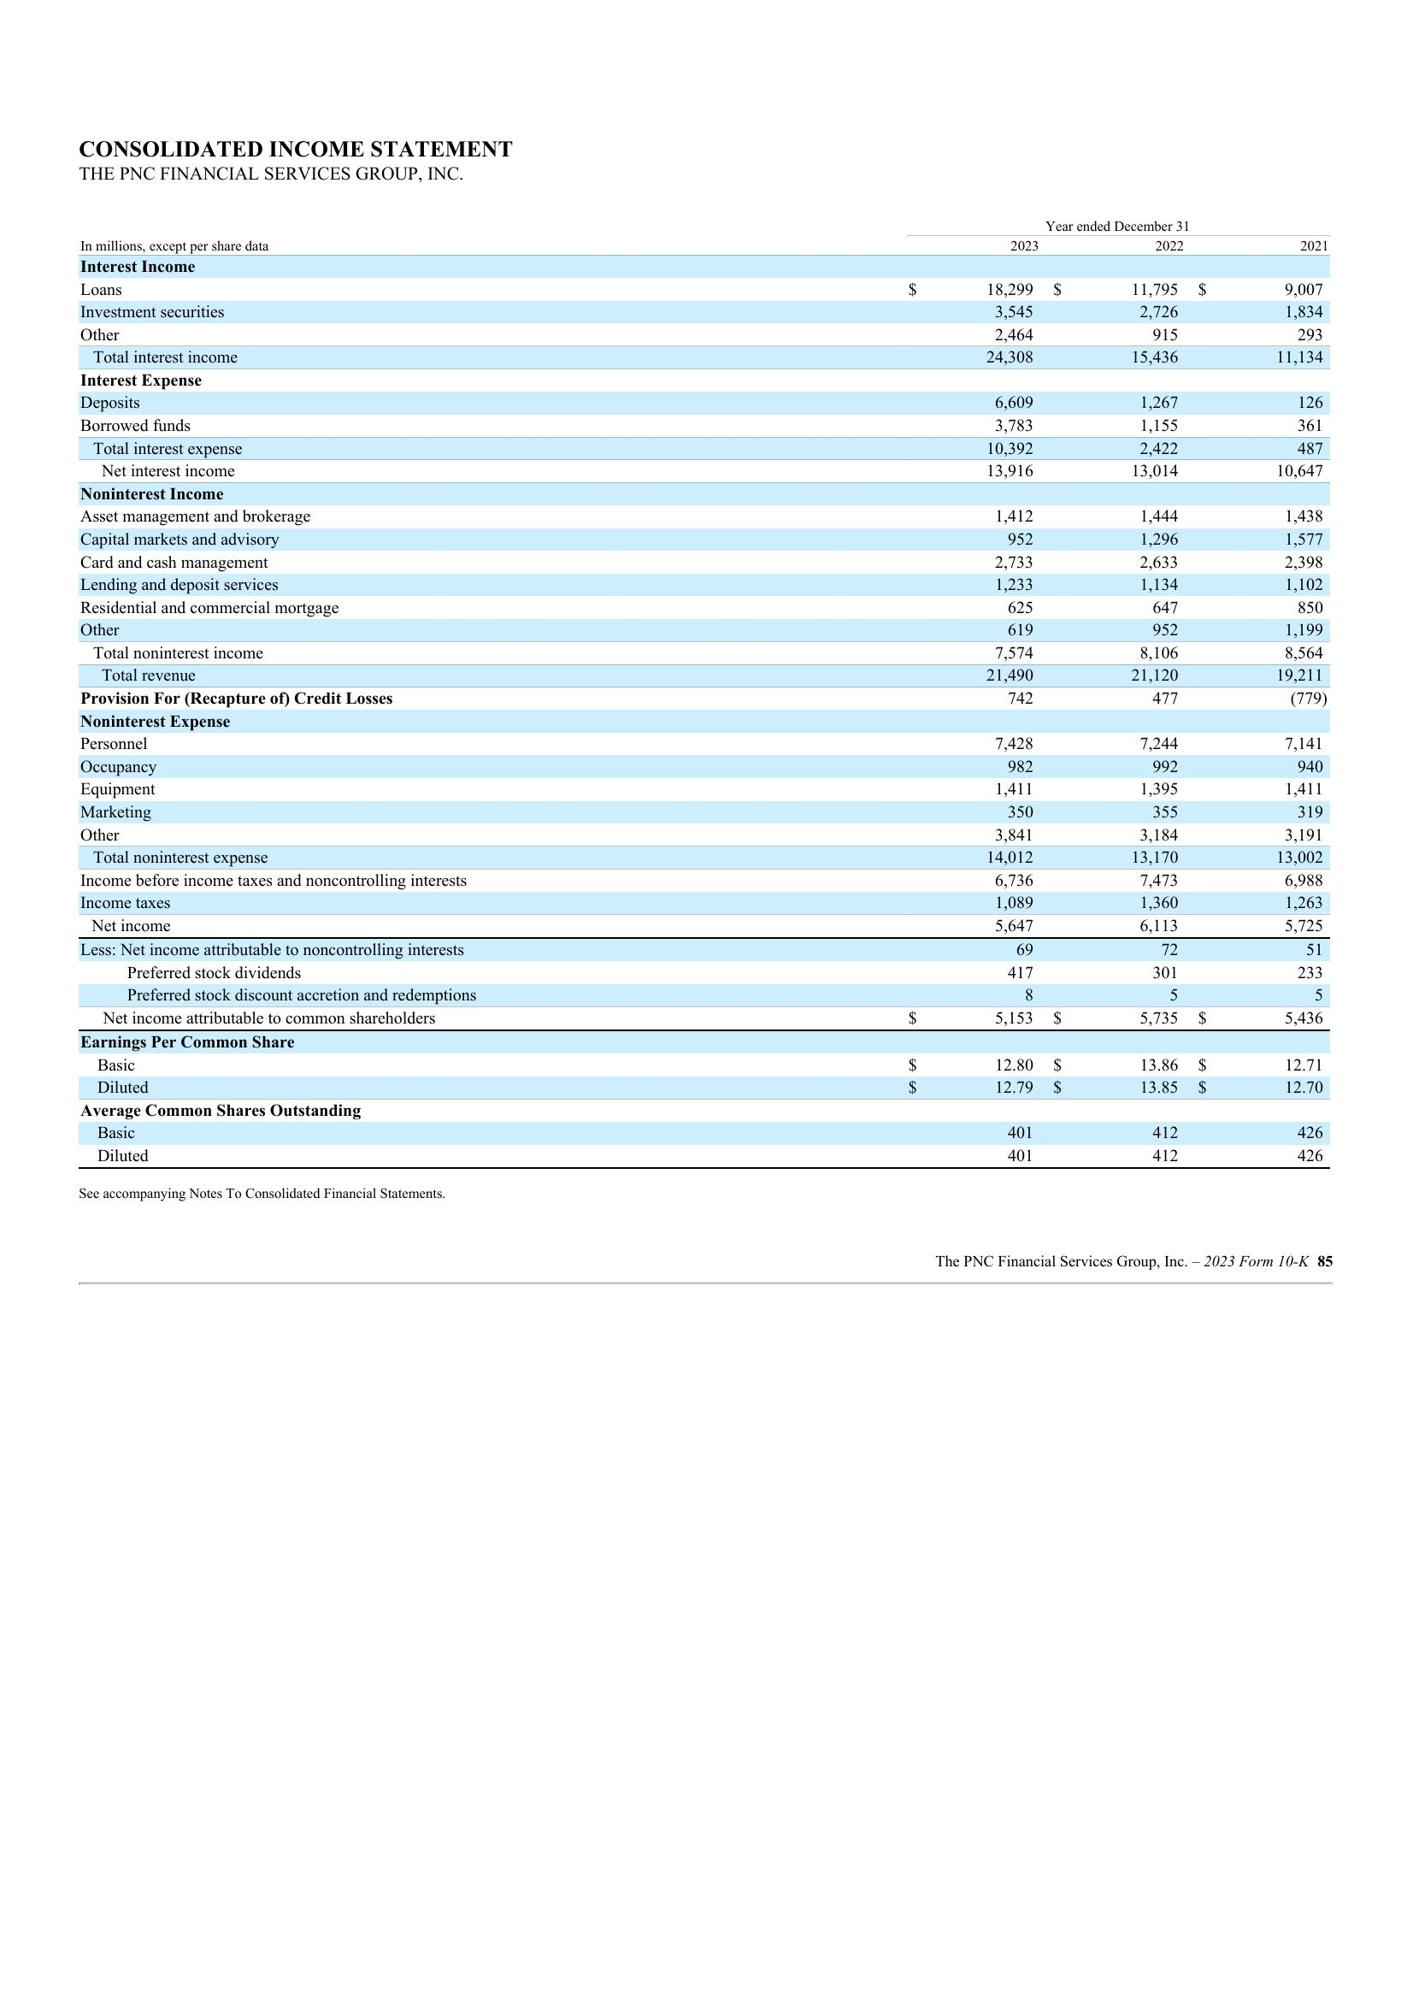 CONSOLIDATED INCOME STATEMENT
THE PNC FINANCIAL SERVICES GROUP, INC.
Year ended December 31
In millions, except per share data 2023 2022 2021
Interest Income
Loans $ 18,299 $ 11,795 $ 9,007
Investment securities 3,545 2,726 1,834
Other 2,464 915 293
Total interest income 24,308 15,436 11,134
Interest Expense
Deposits 6,609 1,267 126
Borrowed funds 3,783 1,155 361
Total interest expense 10,392 2,422 487
Net interest income 13,916 13,014 10,647
Noninterest Income
Asset management and brokerage 1,412 1,444 1,438
Capital markets and advisory 952 1,296 1,577
Card and cash management 2,733 2,633 2,398
Lending and deposit services 1,233 1,134 1,102
Residential and commercial mortgage 625 647 850
Other 619 952 1,199
Total noninterest income 7,574 8,106 8,564
Total revenue 21,490 21,120 19,211
Provision For (Recapture of) Credit Losses 742 477 (779)
Noninterest Expense
Personnel 7,428 7,244 7,141
Occupancy 982 992 940
Equipment 1,411 1,395 1,411
Marketing 350 355 319
Other 3,841 3,184 3,191
Total noninterest expense 14,012 13,170 13,002
Income before income taxes and noncontrolling interests 6,736 7,473 6,988
Income taxes 1,089 1,360 1,263
Net income 5,647 6,113 5,725
Less: Net income attributable to noncontrolling interests 69 72 51
Preferred stock dividends 417 301 233
Preferred stock discount accretion and redemptions 8 5 5
Net income attributable to common shareholders $ 5,153 $ 5,735 $ 5,436
Earnings Per Common Share
Basic $ 12.80 $ 13.86 $ 12.71
Diluted $ 12.79 $ 13.85 $ 12.70
Average Common Shares Outstanding
Basic 401 412 426
Diluted 401 412 426
See accompanying Notes To Consolidated Financial Statements.
The PNC Financial Services Group, Inc. – 2023 Form 10-K 85